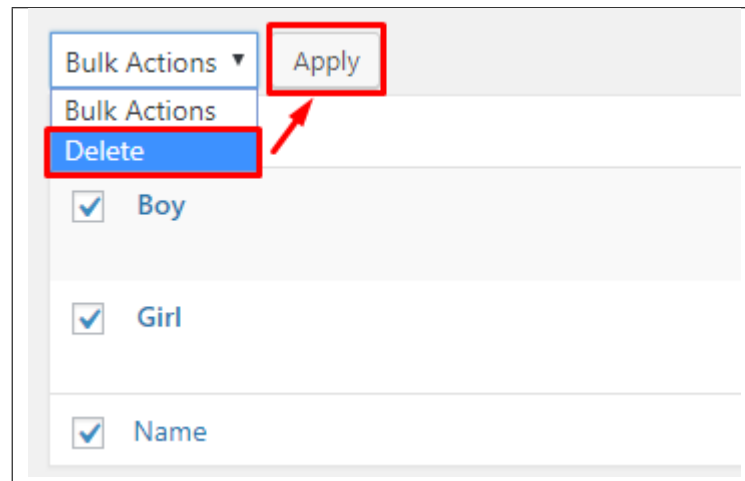 Bulk Actions Apply
Bulk Actions
Delete
Boy
Girl
Name